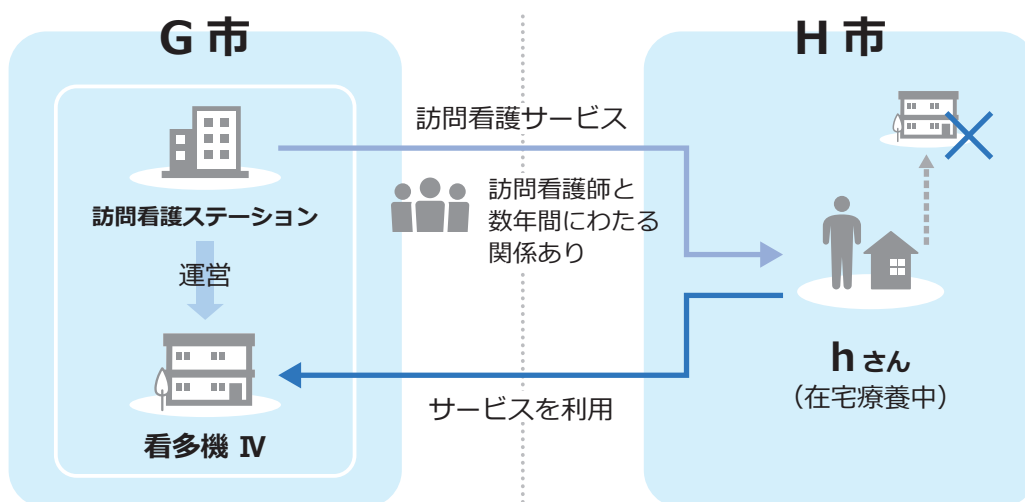 G 市
H 市
訪問看護サービス
訪問看護ステーション
訪問看護師と
数年間にわたる
関係あり
運営
h さん
（在宅療養中）
サービスを利用
看多機 Ⅳ